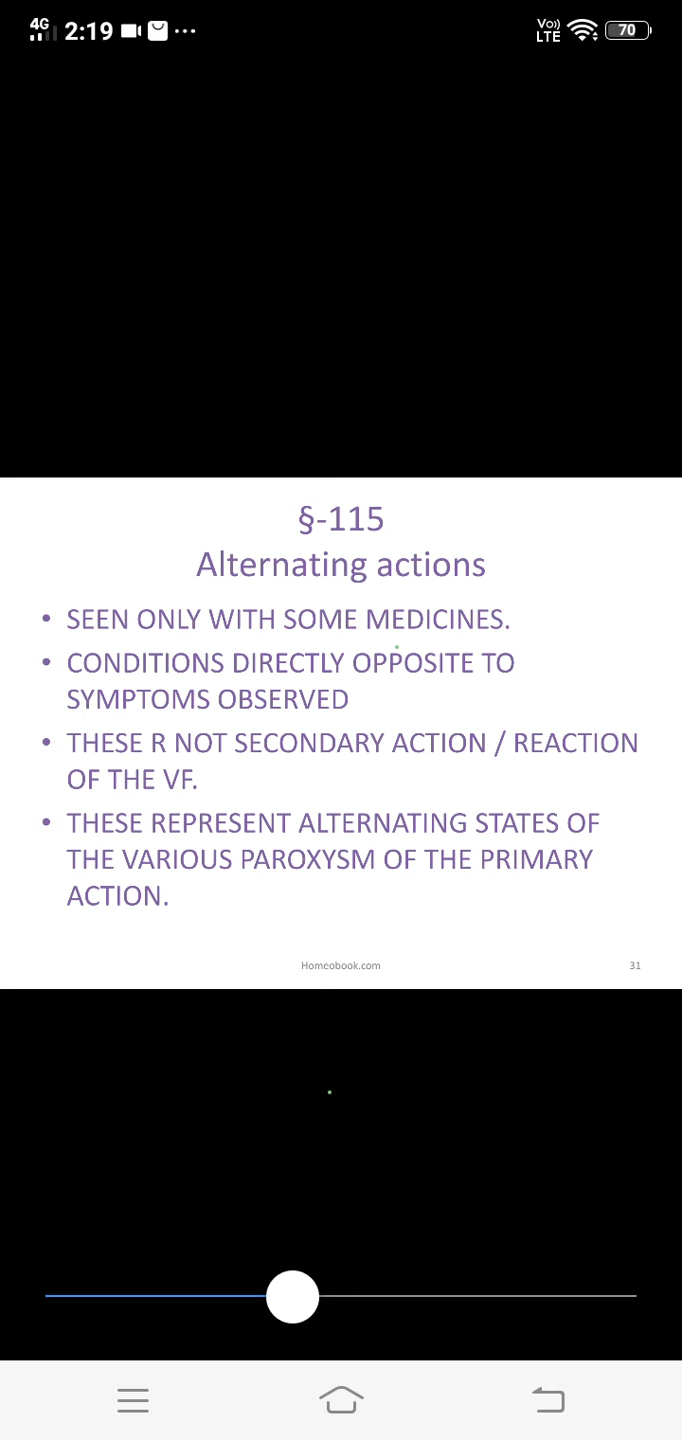 4G 2:19 Vo)) LTE 70
§-115
Alternating actions
• SEEN ONLY WITH SOME MEDICINES.
• CONDITIONS DIRECTLY OPPOSITE TO
SYMPTOMS OBSERVED
• THESE R NOT SECONDARY ACTION / REACTION
OF THE VF.
• THESE REPRESENT ALTERNATING STATES OF
THE VARIOUS PAROXYSM OF THE PRIMARY
ACTION.
Homeobook.com 31